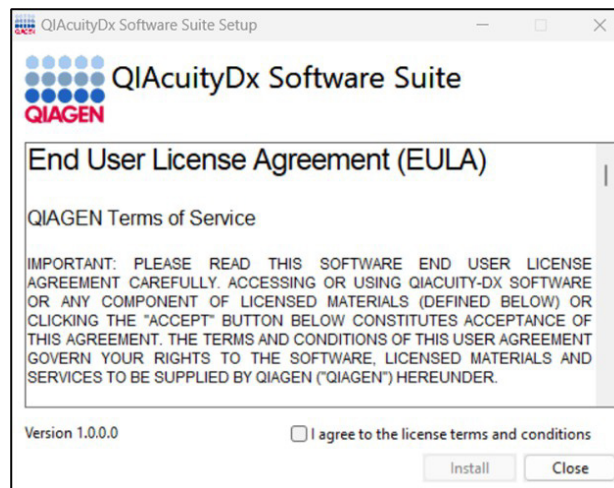 QIAcuityDx Software Suite Setup
QIAcuityDx Software Suite
QIAGEN
End User License Agreement (EULA)
QIAGEN Terms of Service
IMPORTANT: PLEASE READ THIS SOFTWARE END USER LICENSE
AGREEMENT CAREFULLY. ACCESSING OR USING QIACUITY-DX SOFTWARE
OR ANY COMPONENT OF LICENSED MATERIALS (DEFINED BELOW) OR
CLICKING THE "ACCEPT" BUTTON BELOW CONSTITUTES ACCEPTANCE OF
THIS AGREEMENT. THE TERMS AND CONDITIONS OF THIS USER AGREEMENT
GOVERN YOUR RIGHTS TO THE SOFTWARE, LICENSED MATERIALS AND
SERVICES TO BE SUPPLIED BY QIAGEN ("QIAGEN") HEREUNDER.
Version 1.0.0.0
I agree to the license terms and conditions
Install
Close